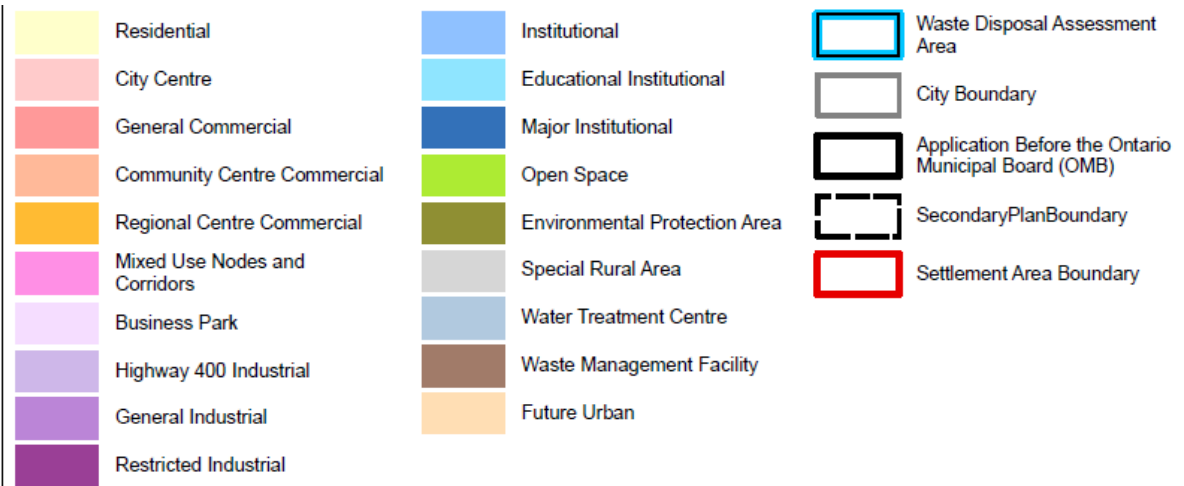 Residential
City Centre
General Commercial
Community Centre Commercial
Regional Centre Commercial
Mixed Use Nodes and
Corridors
Business Park
Highway 400 Industrial
General Industrial
Restricted Industrial
Institutional
Educational Institutional
Major Institutional
Open Space
Environmental Protection Area
Special Rural Area
Water Treatment Centre
Waste Management Facility
Future Urban
Waste Disposal Assessment
Area
City Boundary
Application Before the Ontario
Municipal Board (OMB)
SecondaryPlanBoundary
Settlement Area Boundary